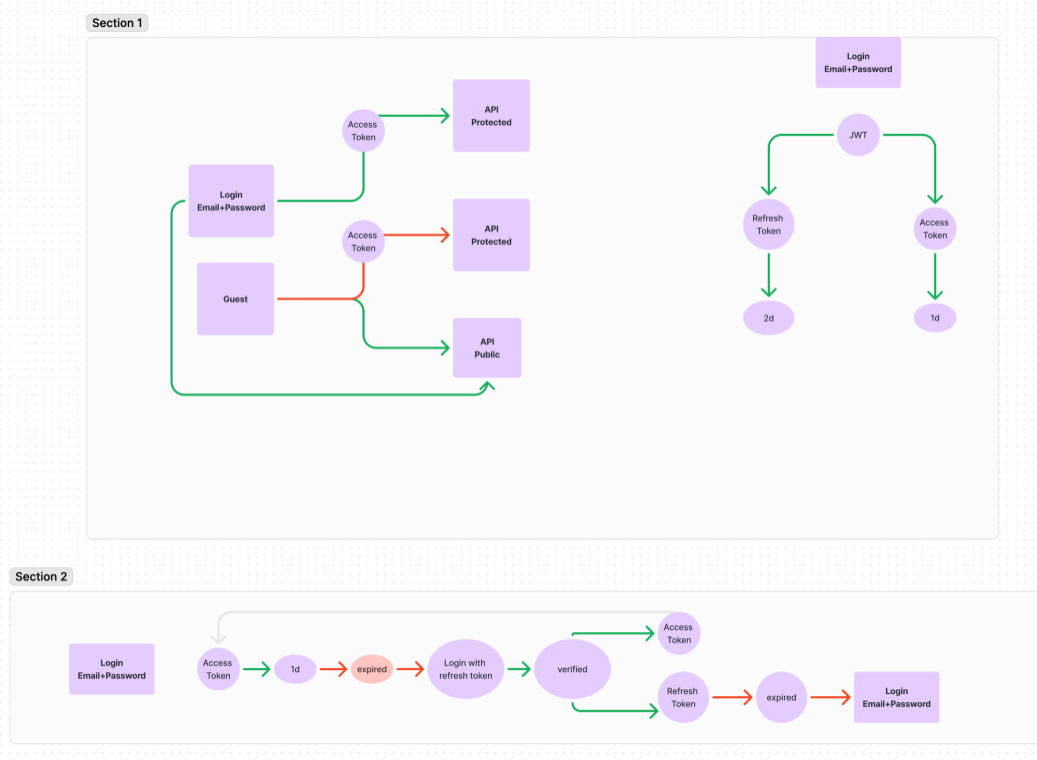 Section 1
Login
Email+Password
Access
Token
API
Protected
Login
Email+Password
JWT
Access
Token
API
Protected
Refresh
Token
Access
Token
Guest
2d
1d
API
Public
Section 2
Login
Email+Password
Access
Token
1d
expired
Login with
refresh token
verified
Access
Token
Refresh
Token
expired
Login
Email+Password